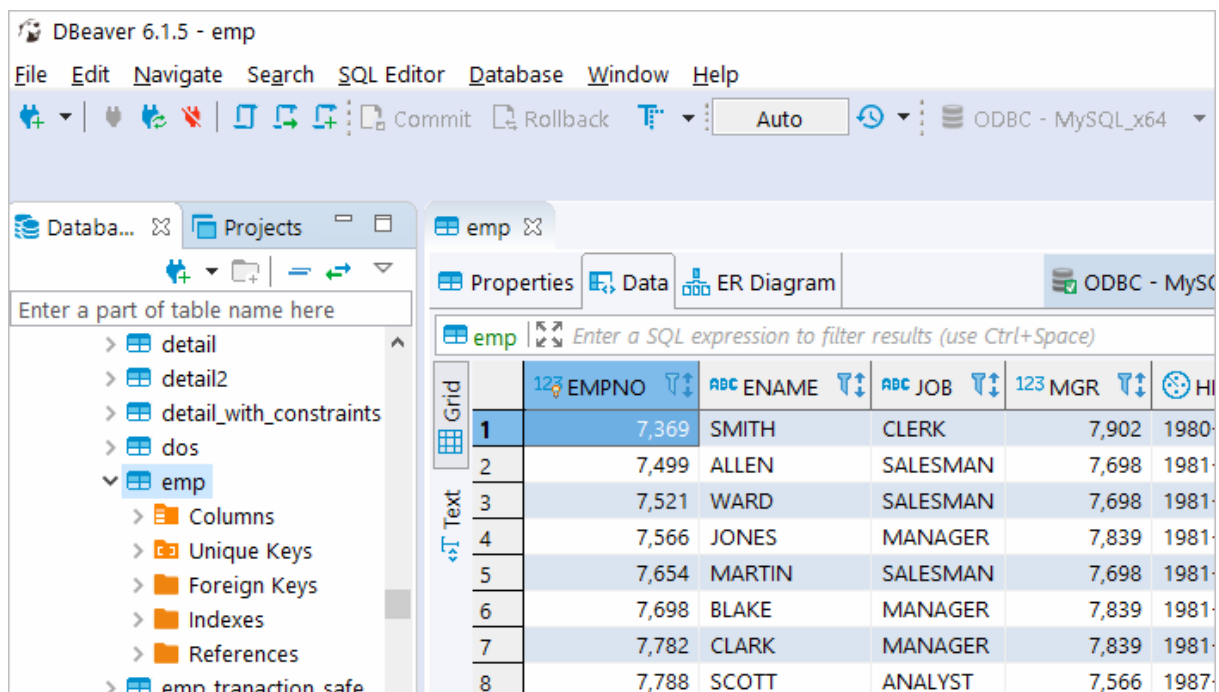 DBeaver 6.1.5 - emp
File Edit Navigate Search SQL Editor Database Window Help
Commit Rollback Auto ODBC - MySQL_x64
Databa... Projects
Enter a part of table name here
detail
detail2
detail_with_constraints
dos
emp
Columns
Unique Keys
Foreign Keys
Indexes
References
emp_tranaction_safe
emp
Properties Data ER Diagram ODBC - MySQ
emp Enter a SQL expression to filter results (use Ctrl+Space)
Grid
Text
123 EMPNO ABC ENAME ABC JOB 123 MGR HI
1 7,369 SMITH CLERK 7,902 1980-
2 7,499 ALLEN SALESMAN 7,698 1981-
3 7,521 WARD SALESMAN 7,698 1981-
4 7,566 JONES MANAGER 7,839 1981-
5 7,654 MARTIN SALESMAN 7,698 1981-
6 7,698 BLAKE MANAGER 7,839 1981-
7 7,782 CLARK MANAGER 7,839 1981-
8 7,788 SCOTT ANALYST 7,566 1987-